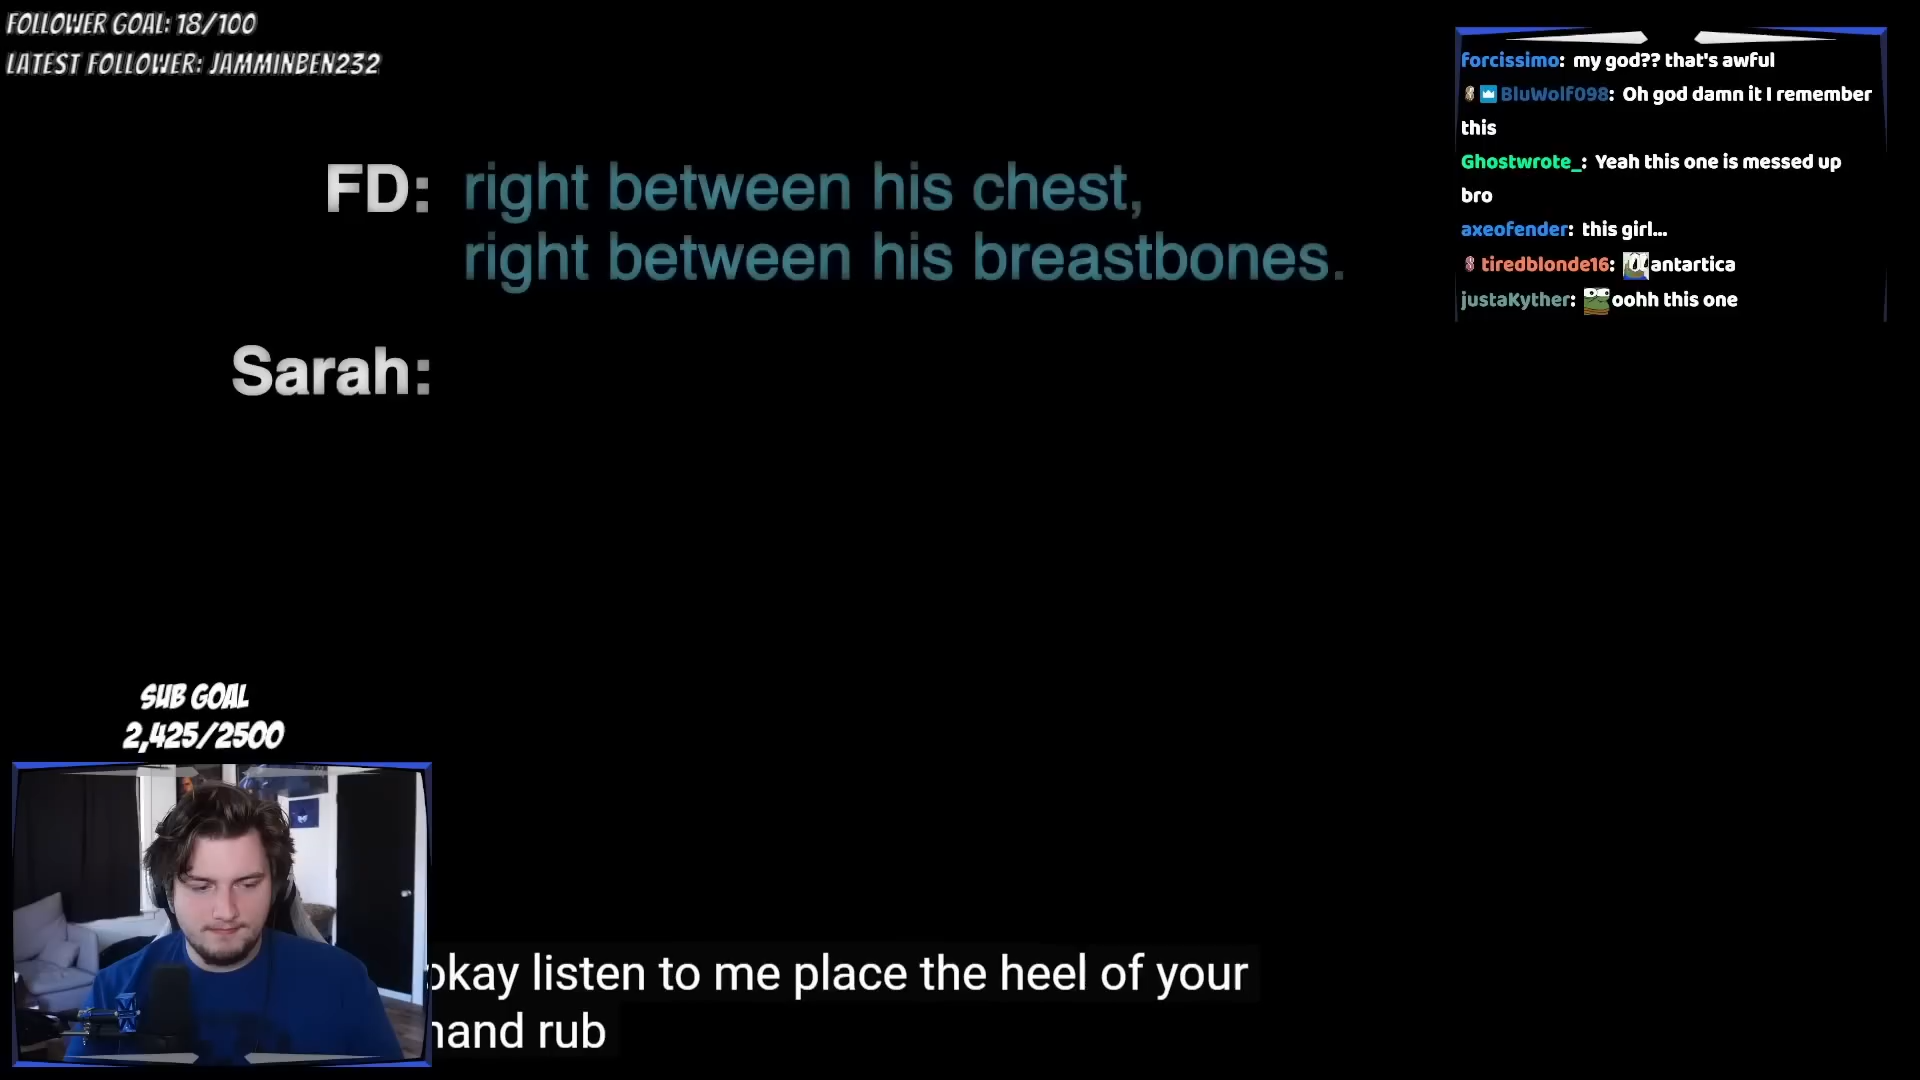 FOLLOWER GOAL: 18/100
LATEST FOLLOWER: JAMMINBEN232
forcissimo: my god?? that's awful
BluWolf098: Oh god damn it I remember
this
Ghostwrote_: Yeah this one is messed up
bro
axeofender: this girl...
tiredblonde16: antartica
justaKyther: oohh this one
FD: right between his chest,
right between his breastbones.
Sarah:
SUB GOAL
2,425/2500
okay listen to me place the heel of your
hand rub